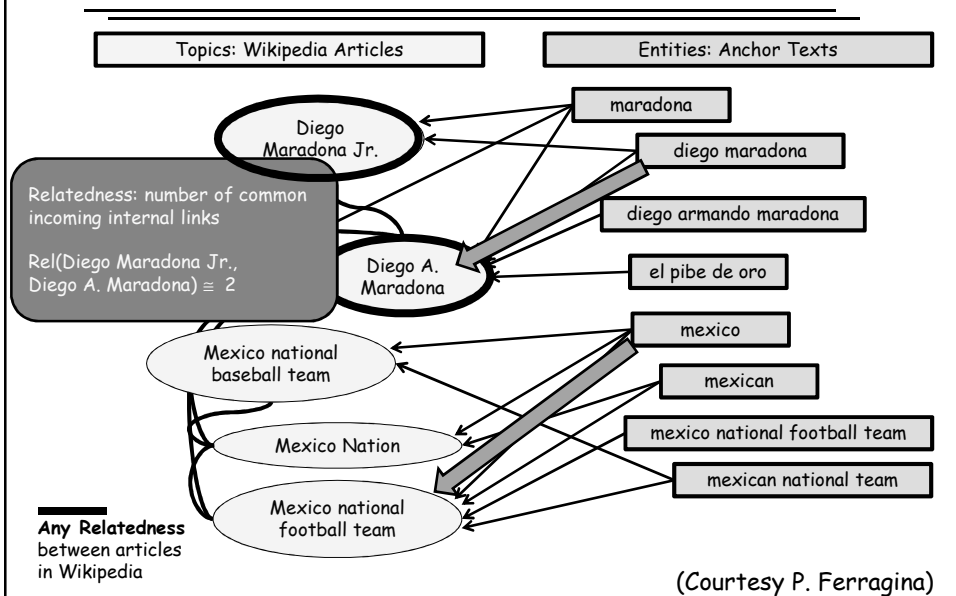 Topics: Wikipedia Articles
Entities: Anchor Texts
Diego
Maradona Jr.
maradona
diego maradona
Relatedness: number of common
incoming internal links
Rel(Diego Maradona Jr.,
Diego A. Maradona) ≅ 2
diego armando maradona
Diego A.
Maradona
el pibe de oro
mexico
Mexico national
baseball team
mexican
Mexico Nation
mexico national football team
mexican national team
Mexico national
football team
Any Relatedness
between articles
in Wikipedia
(Courtesy P. Ferragina)